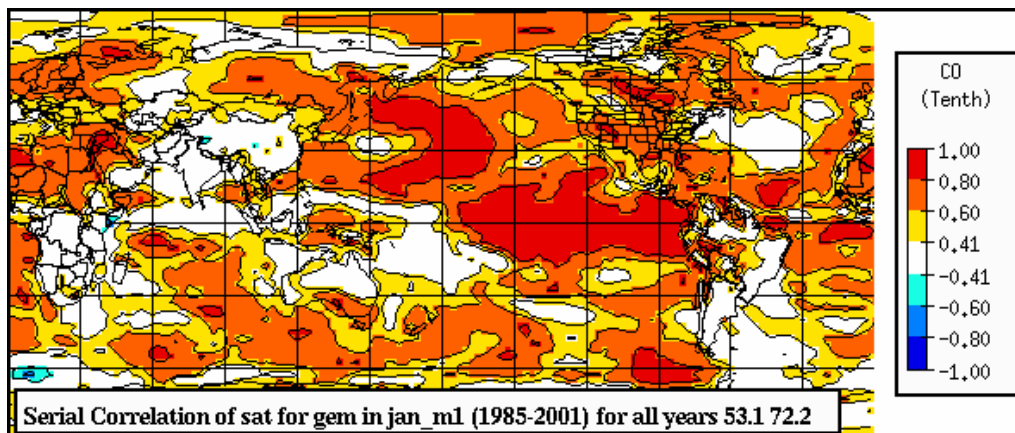 CO
(Tenth)
1.00
0.80
0.60
0.41
-0.41
-0.60
-0.80
-1.00
Serial Correlation of sat for gem in jan_m1 (1985-2001) for all years 53.1 72.2